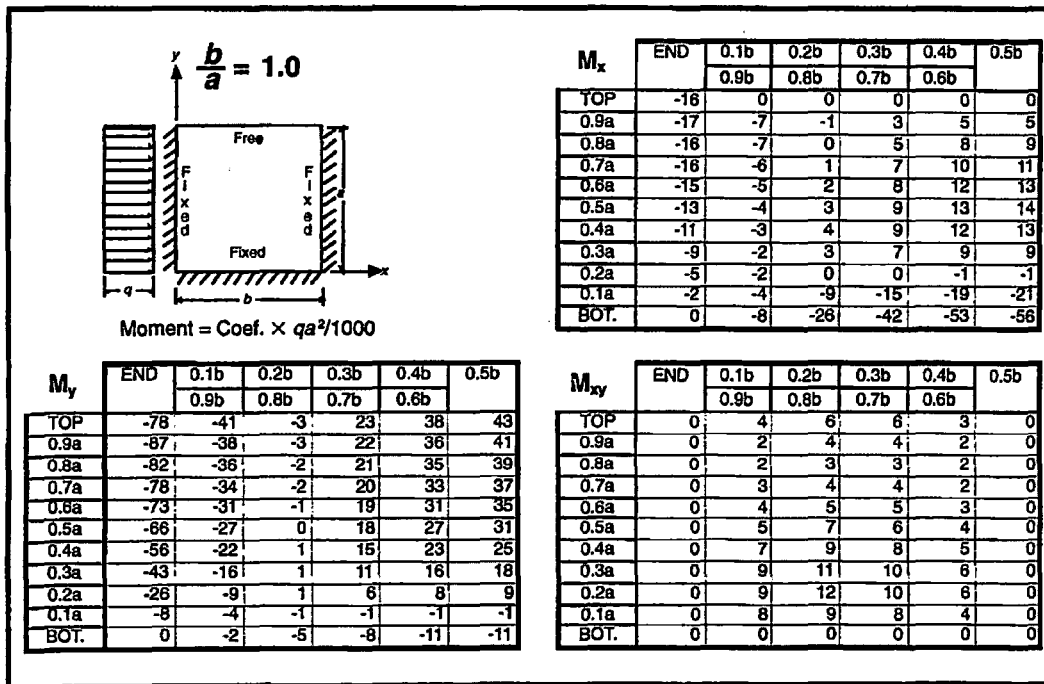 y b/a = 1.0
Free
Fixed
Fixed
a
Fixed
x
q
b
Moment = Coef. × qa²/1000
Mx END 0.1b 0.2b 0.3b 0.4b 0.5b
0.9b 0.8b 0.7b 0.6b
TOP -16 0 0 0 0 0
0.9a -17 -7 -1 3 5 5
0.8a -16 -7 0 5 8 9
0.7a -16 -6 1 7 10 11
0.6a -15 -5 2 8 12 13
0.5a -13 -4 3 9 13 14
0.4a -11 -3 4 9 12 13
0.3a -9 -2 3 7 9 9
0.2a -5 -2 0 0 -1 -1
0.1a -2 -4 -9 -15 -19 -21
BOT. 0 -8 -26 -42 -53 -56
My END 0.1b 0.2b 0.3b 0.4b 0.5b
0.9b 0.8b 0.7b 0.6b
TOP -78 -41 -3 23 38 43
0.9a -87 -38 -3 22 36 41
0.8a -82 -36 -2 21 35 39
0.7a -78 -34 -2 20 33 37
0.6a -73 -31 -1 19 31 35
0.5a -66 -27 0 18 27 31
0.4a -56 -22 1 15 23 25
0.3a -43 -16 1 11 16 18
0.2a -26 -9 1 6 8 9
0.1a -8 -4 -1 -1 -1 -1
BOT. 0 -2 -5 -8 -11 -11
Mxy END 0.1b 0.2b 0.3b 0.4b 0.5b
0.9b 0.8b 0.7b 0.6b
TOP 0 4 6 6 3 0
0.9a 0 2 4 4 2 0
0.8a 0 2 3 3 2 0
0.7a 0 3 4 4 2 0
0.6a 0 4 5 5 3 0
0.5a 0 5 7 6 4 0
0.4a 0 7 9 8 5 0
0.3a 0 9 11 10 6 0
0.2a 0 9 12 10 6 0
0.1a 0 8 9 8 4 0
BOT. 0 0 0 0 0 0